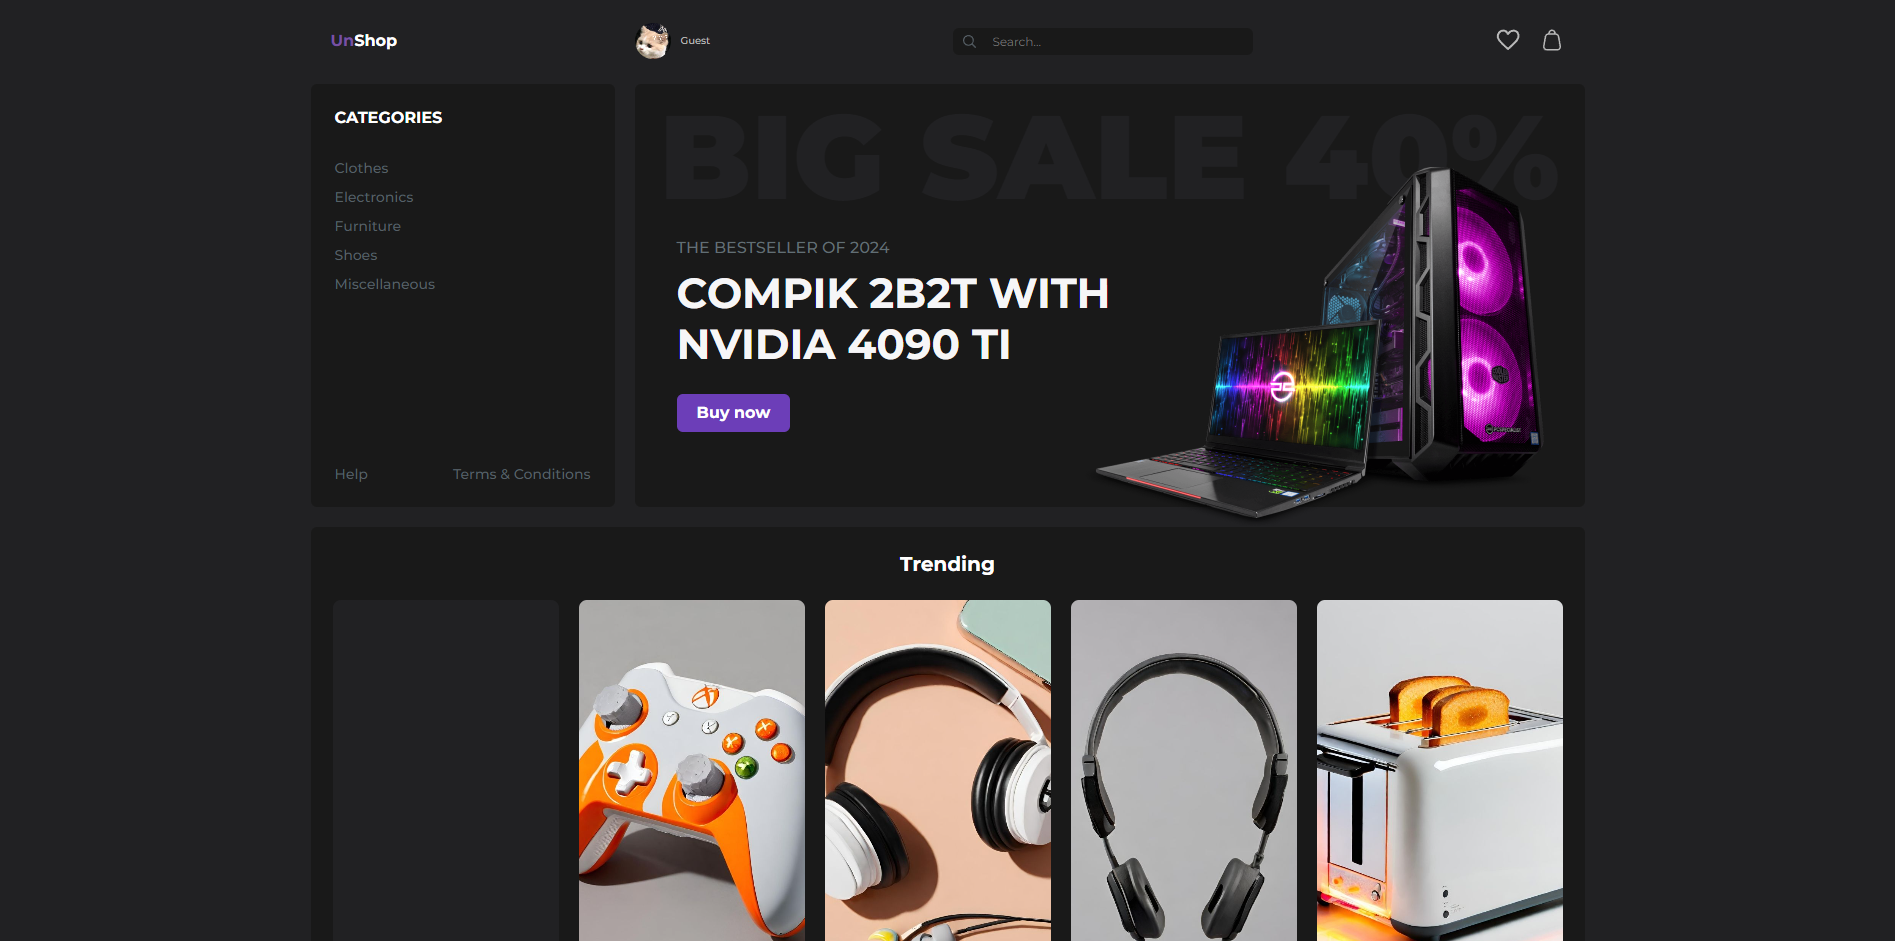 UnShop
Guest
Search...
CATEGORIES
Clothes
Electronics
Furniture
Shoes
Miscellaneous
Help
Terms & Conditions
BIG SALE 40%
THE BESTSELLER OF 2024
COMPIK 2B2T WITH
NVIDIA 4090 TI
Buy now
Trending